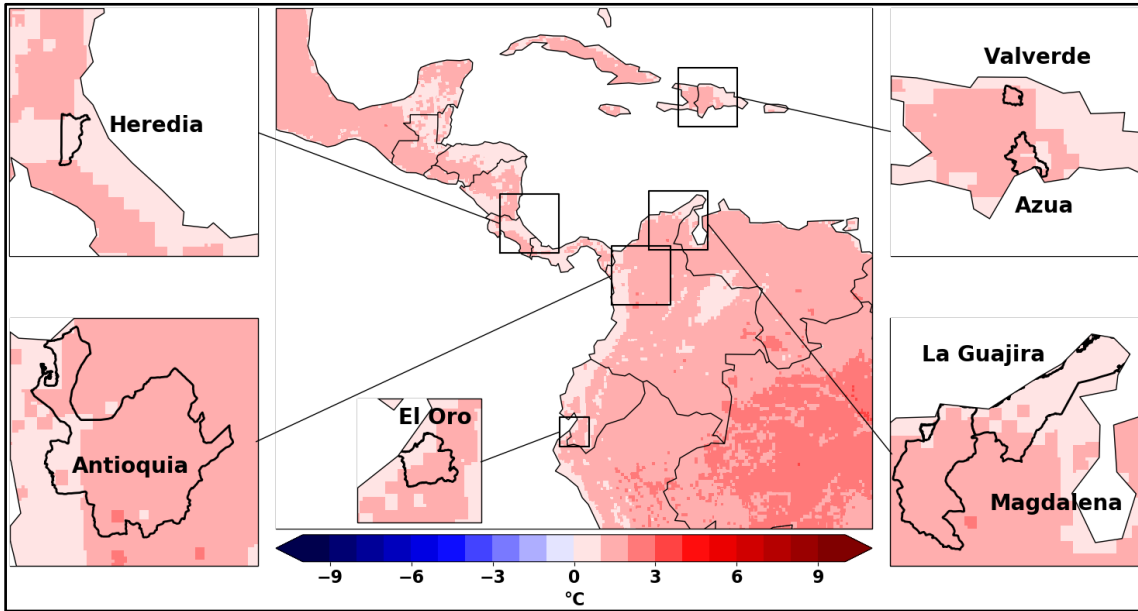 Heredia
Valverde
Azua
La Guajira
Magdalena
Antioquia
El Oro
−9 −6 −3 0 3 6 9
°C